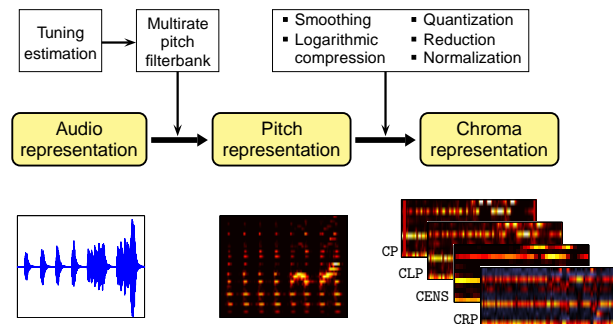 Tuning
estimation
Multirate
pitch
filterbank
▪ Smoothing
▪ Logarithmic
compression
▪ Quantization
▪ Reduction
▪ Normalization
Audio
representation
Pitch
representation
Chroma
representation
CP
CLP
CENS
CRP